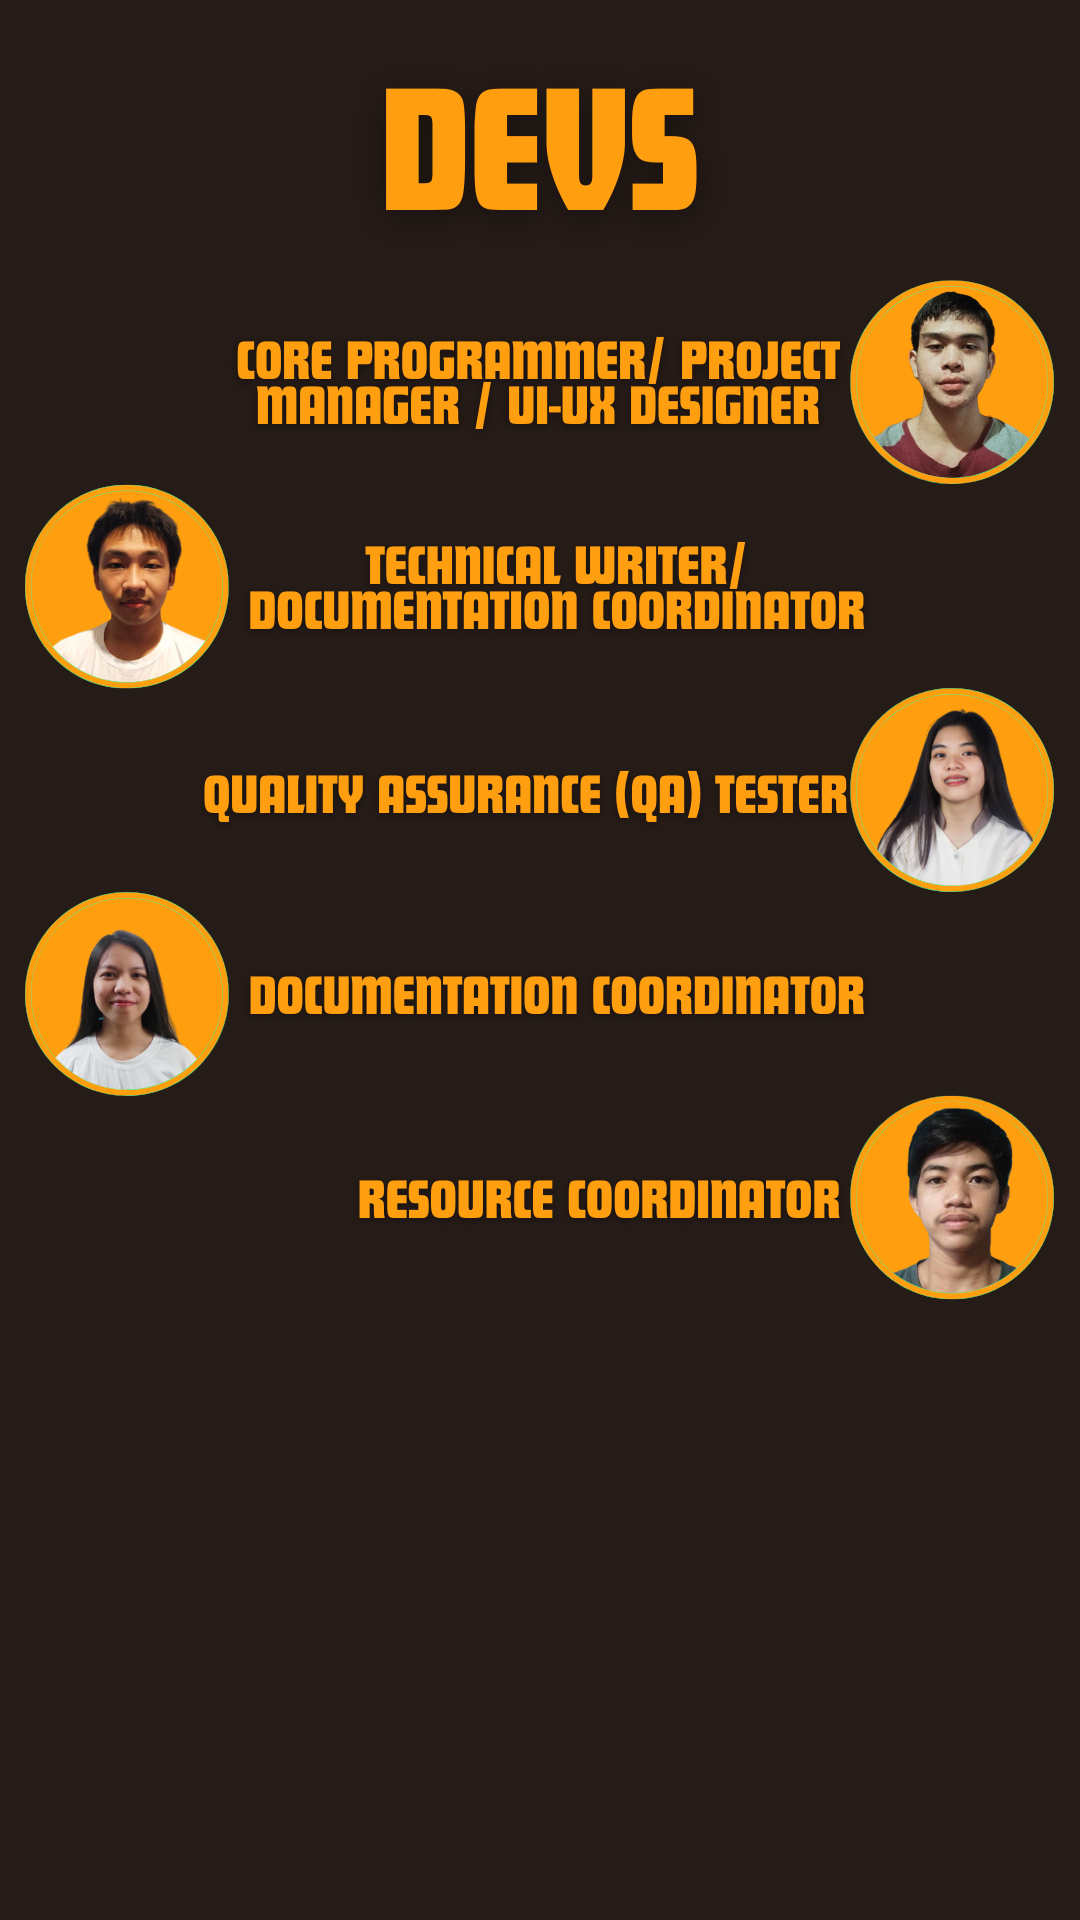 DEVS
CORE PROGRAMMER/ PROJECT
MANAGER / UI-UX DESIGNER
TECHNICAL WRITER/
DOCUMENTATION COORDINATOR
QUALITY ASSURANCE (QA) TESTER
DOCUMENTATION COORDINATOR
RESOURCE COORDINATOR